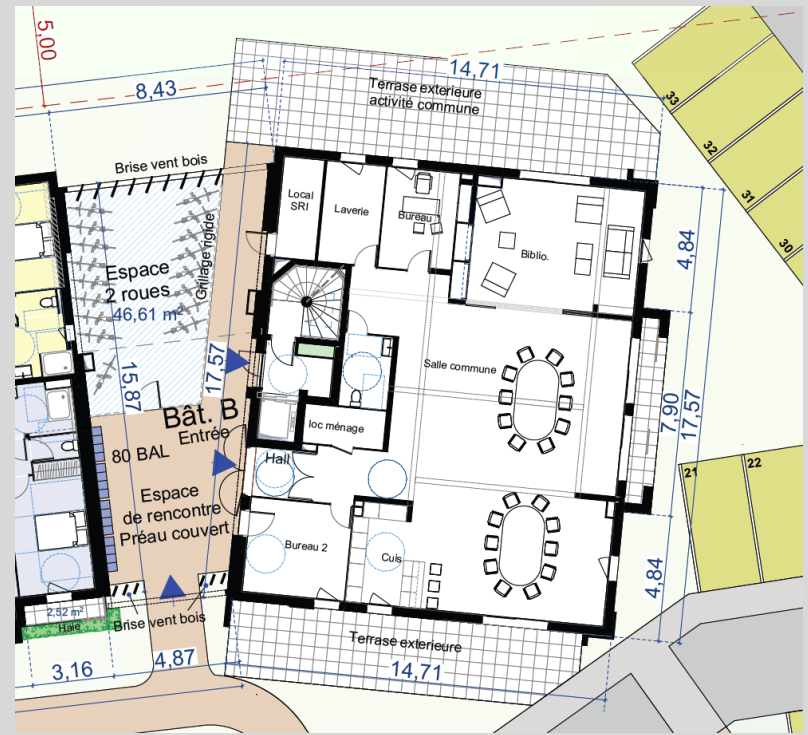 5,00
8,43
14,71
Terrase exterieure
activité commune
33
32
31
30
Brise vent bois
Local
SRI
Laverie
Bureau
Biblio.
4,84
Grillage rigide
Espace
2 roues
46,61 m²
15,87
17,57
Salle commune
7,90
17,57
Bât. B
Entrée
loc ménage
80 BAL
Hall
21
22
Espace
de rencontre
Préau couvert
Bureau 2
Cuis
4,84
2,52 m²
Haie
Brise vent bois
Terrase exterieure
3,16
4,87
14,71